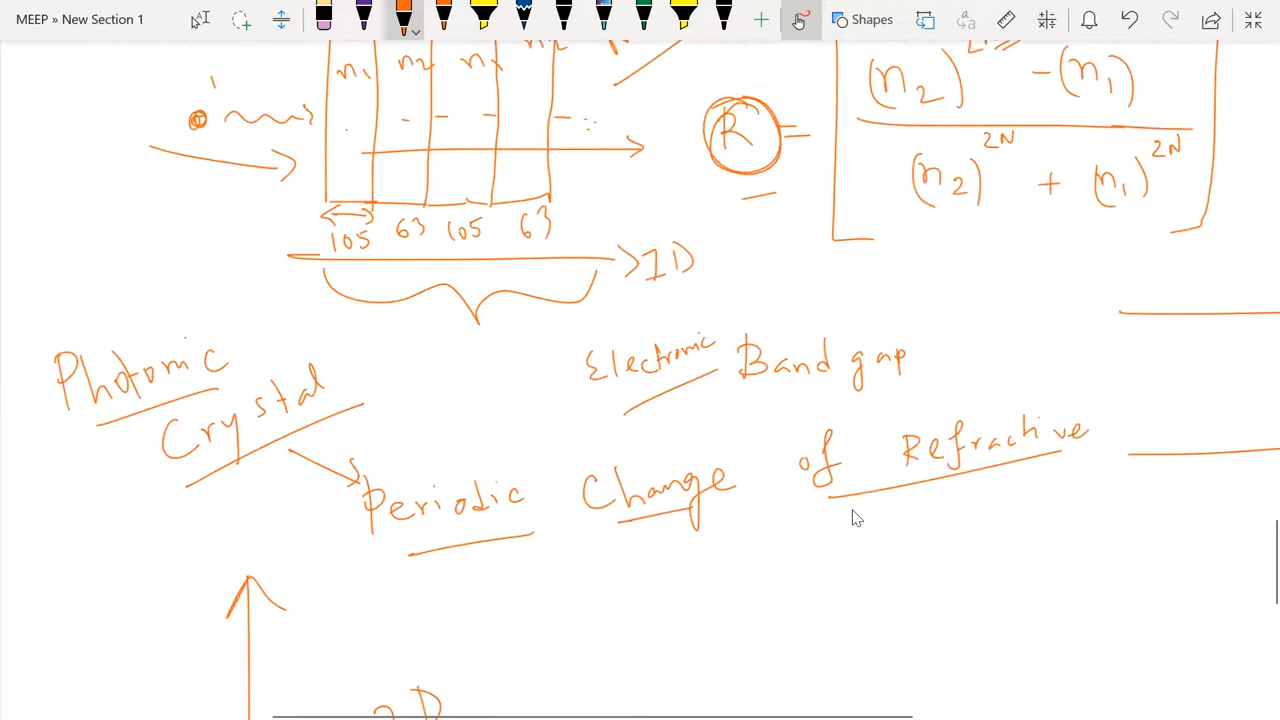 MEEP » New Section 1
Shapes
n1 n2 n1 n2
(n2) - (n1)
R =
(n2)^2N + (n1)^2N
105 63 105 63
1D
Photonic
Crystal
Electronic Band gap
Periodic Change of Refractive
2D